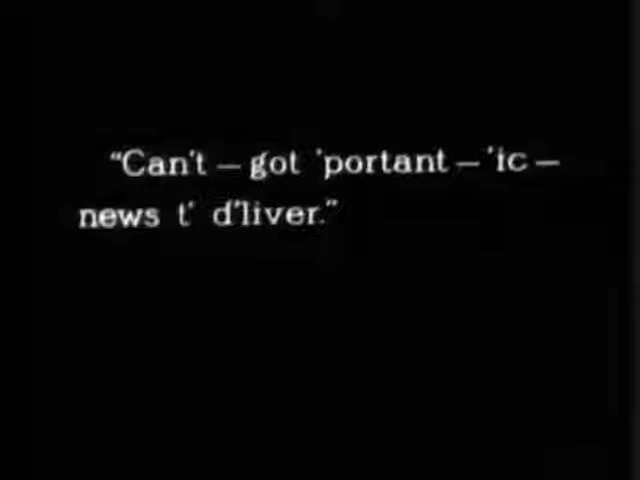 "Can't – got 'portant – 'ic –
news t' d'liver."